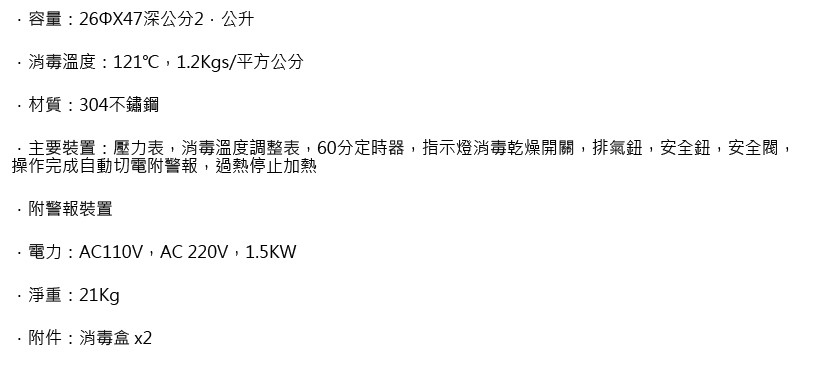 ．容量：26ΦX47深公分2．公升
．消毒溫度：121℃，1.2Kgs/平方公分
．材質：304不鏽鋼
．主要裝置：壓力表，消毒溫度調整表，60分定時器，指示燈消毒乾燥開關，排氣鈕，安全鈕，安全閥，
操作完成自動切電附警報，過熱停止加熱
．附警報裝置
．電力：AC110V，AC 220V，1.5KW
．淨重：21Kg
．附件：消毒盒 x2